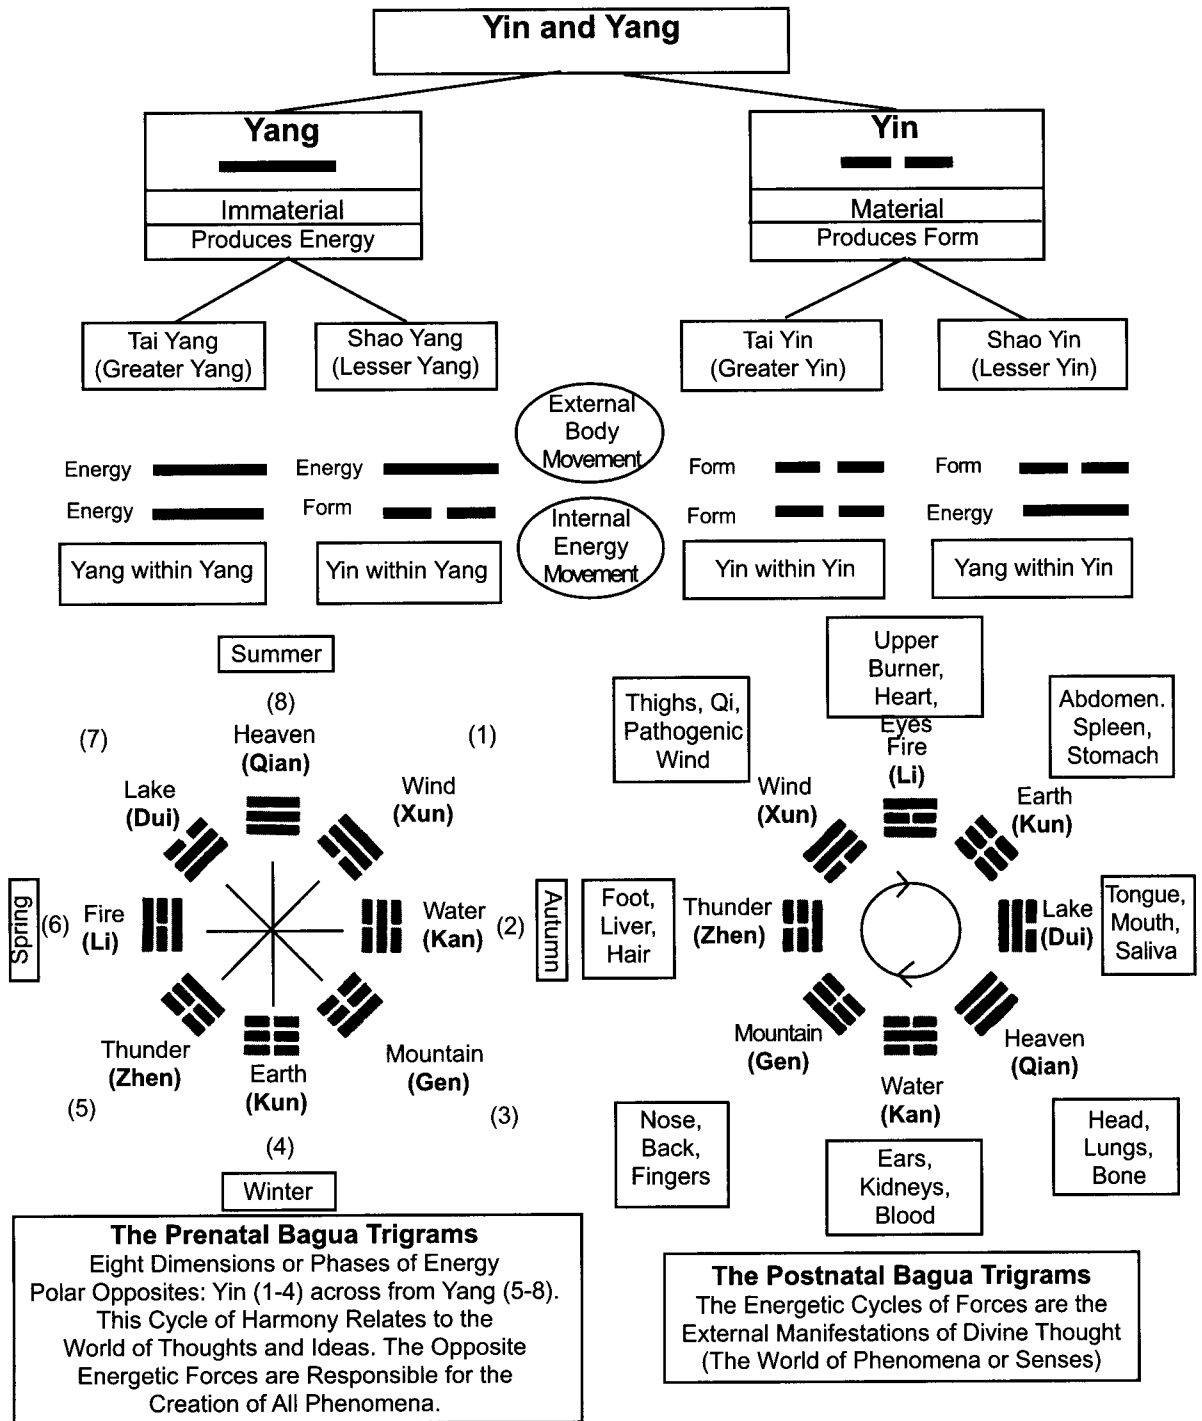 Yin and Yang
Yang
Immaterial
Produces Energy
Yin
Material
Produces Form
Tai Yang
(Greater Yang)
Shao Yang
(Lesser Yang)
Tai Yin
(Greater Yin)
Shao Yin
(Lesser Yin)
External
Body
Movement
Energy
Energy
Form
Form
Energy
Form
Form
Energy
Internal
Energy
Movement
Yang within Yang
Yin within Yang
Yin within Yin
Yang within Yin
Summer
(8)
Heaven
(Qian)
(1)
Wind
(Xun)
(2)
Water
(Kan)
Autumn
(3)
Mountain
(Gen)
(4)
Earth
(Kun)
Winter
(5)
Thunder
(Zhen)
(6)
Fire
(Li)
Spring
(7)
Lake
(Dui)
The Prenatal Bagua Trigrams
Eight Dimensions or Phases of Energy
Polar Opposites: Yin (1-4) across from Yang (5-8).
This Cycle of Harmony Relates to the
World of Thoughts and Ideas. The Opposite
Energetic Forces are Responsible for the
Creation of All Phenomena.
Upper
Burner,
Heart,
Eyes
Fire
(Li)
Abdomen.
Spleen,
Stomach
Earth
(Kun)
Tongue,
Mouth,
Saliva
Lake
(Dui)
Head,
Lungs,
Bone
Heaven
(Qian)
Ears,
Kidneys,
Blood
Water
(Kan)
Nose,
Back,
Fingers
Mountain
(Gen)
Foot,
Liver,
Hair
Thunder
(Zhen)
Thighs, Qi,
Pathogenic
Wind
Wind
(Xun)
The Postnatal Bagua Trigrams
The Energetic Cycles of Forces are the
External Manifestations of Divine Thought
(The World of Phenomena or Senses)